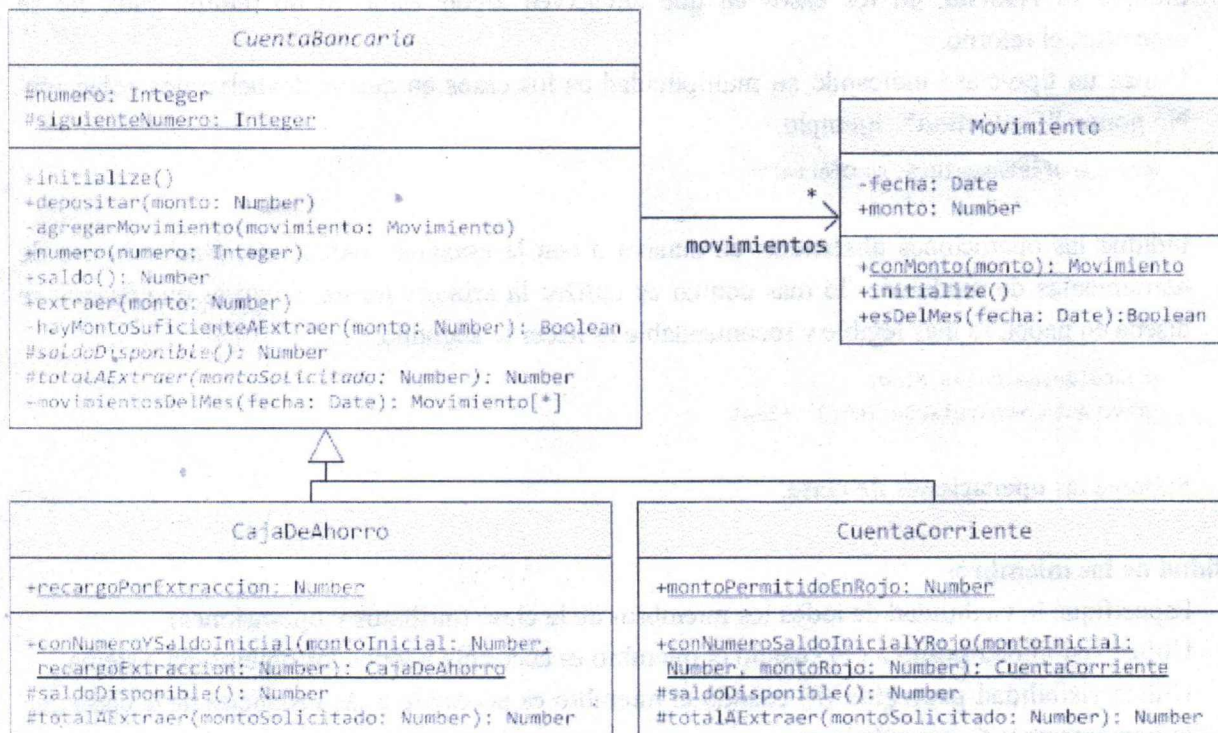 CuentaBancaria
#numero: Integer
#siguienteNumero: Integer
+initialize()
+depositar(monto: Number)
-agregarMovimiento(movimiento: Movimiento)
+numero(numero: Integer)
+saldo(): Number
+extraer(monto: Number)
-hayMontoSuficienteAExtraer(monto: Number): Boolean
#saldoDisponible(): Number
#totalAExtraer(montoSolicitado: Number): Number
-movimientosDelMes(fecha: Date): Movimiento[*]
*
movimientos
Movimiento
-fecha: Date
+monto: Number
+conMonto(monto): Movimiento
+initialize()
+esDelMes(fecha: Date):Boolean
CajaDeAhorro
+recargoPorExtraccion: Number
+conNumeroYSaldoInicial(montoInicial: Number,
recargoExtraccion: Number): CajaDeAhorro
#saldoDisponible(): Number
#totalAExtraer(montoSolicitado: Number): Number
CuentaCorriente
+montoPermitidoEnRojo: Number
+conNumeroSaldoInicialYRojo(montoInicial:
Number, montoRojo: Number): CuentaCorriente
#saldoDisponible(): Number
#totalAExtraer(montoSolicitado: Number): Number